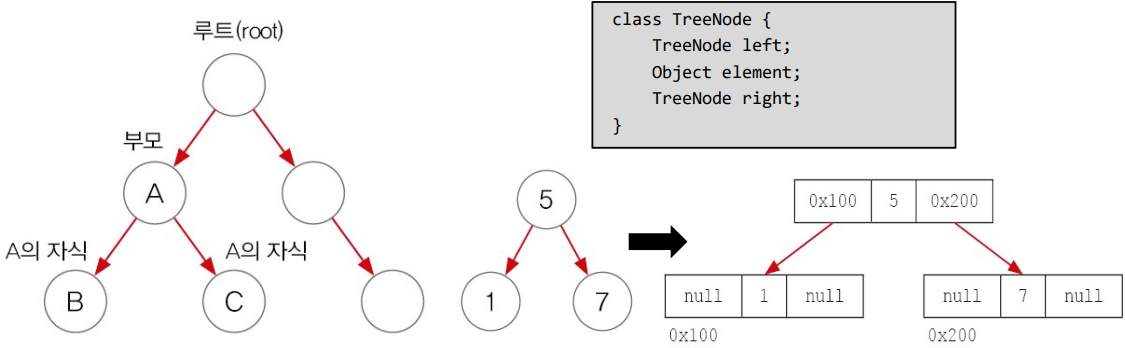 루트(root)
부모
A
A의 자식
A의 자식
B
C
5
1
7
class TreeNode {
    TreeNode left;
    Object element;
    TreeNode right;
}
0x100 5 0x200
null 1 null
0x100
null 7 null
0x200